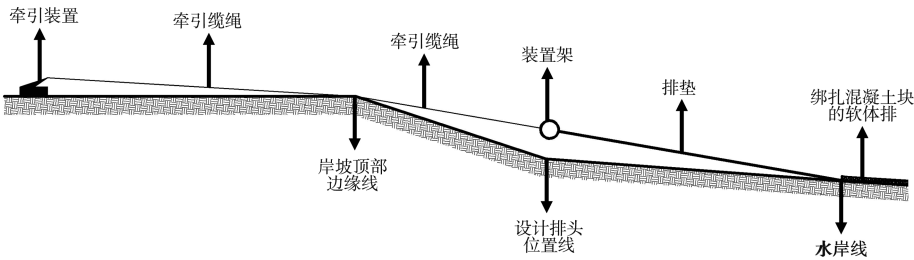 牵引装置
牵引缆绳
牵引缆绳
装置架
排垫
绑扎混凝土块
的软体排
岸坡顶部
边缘线
设计排头
位置线
水岸线